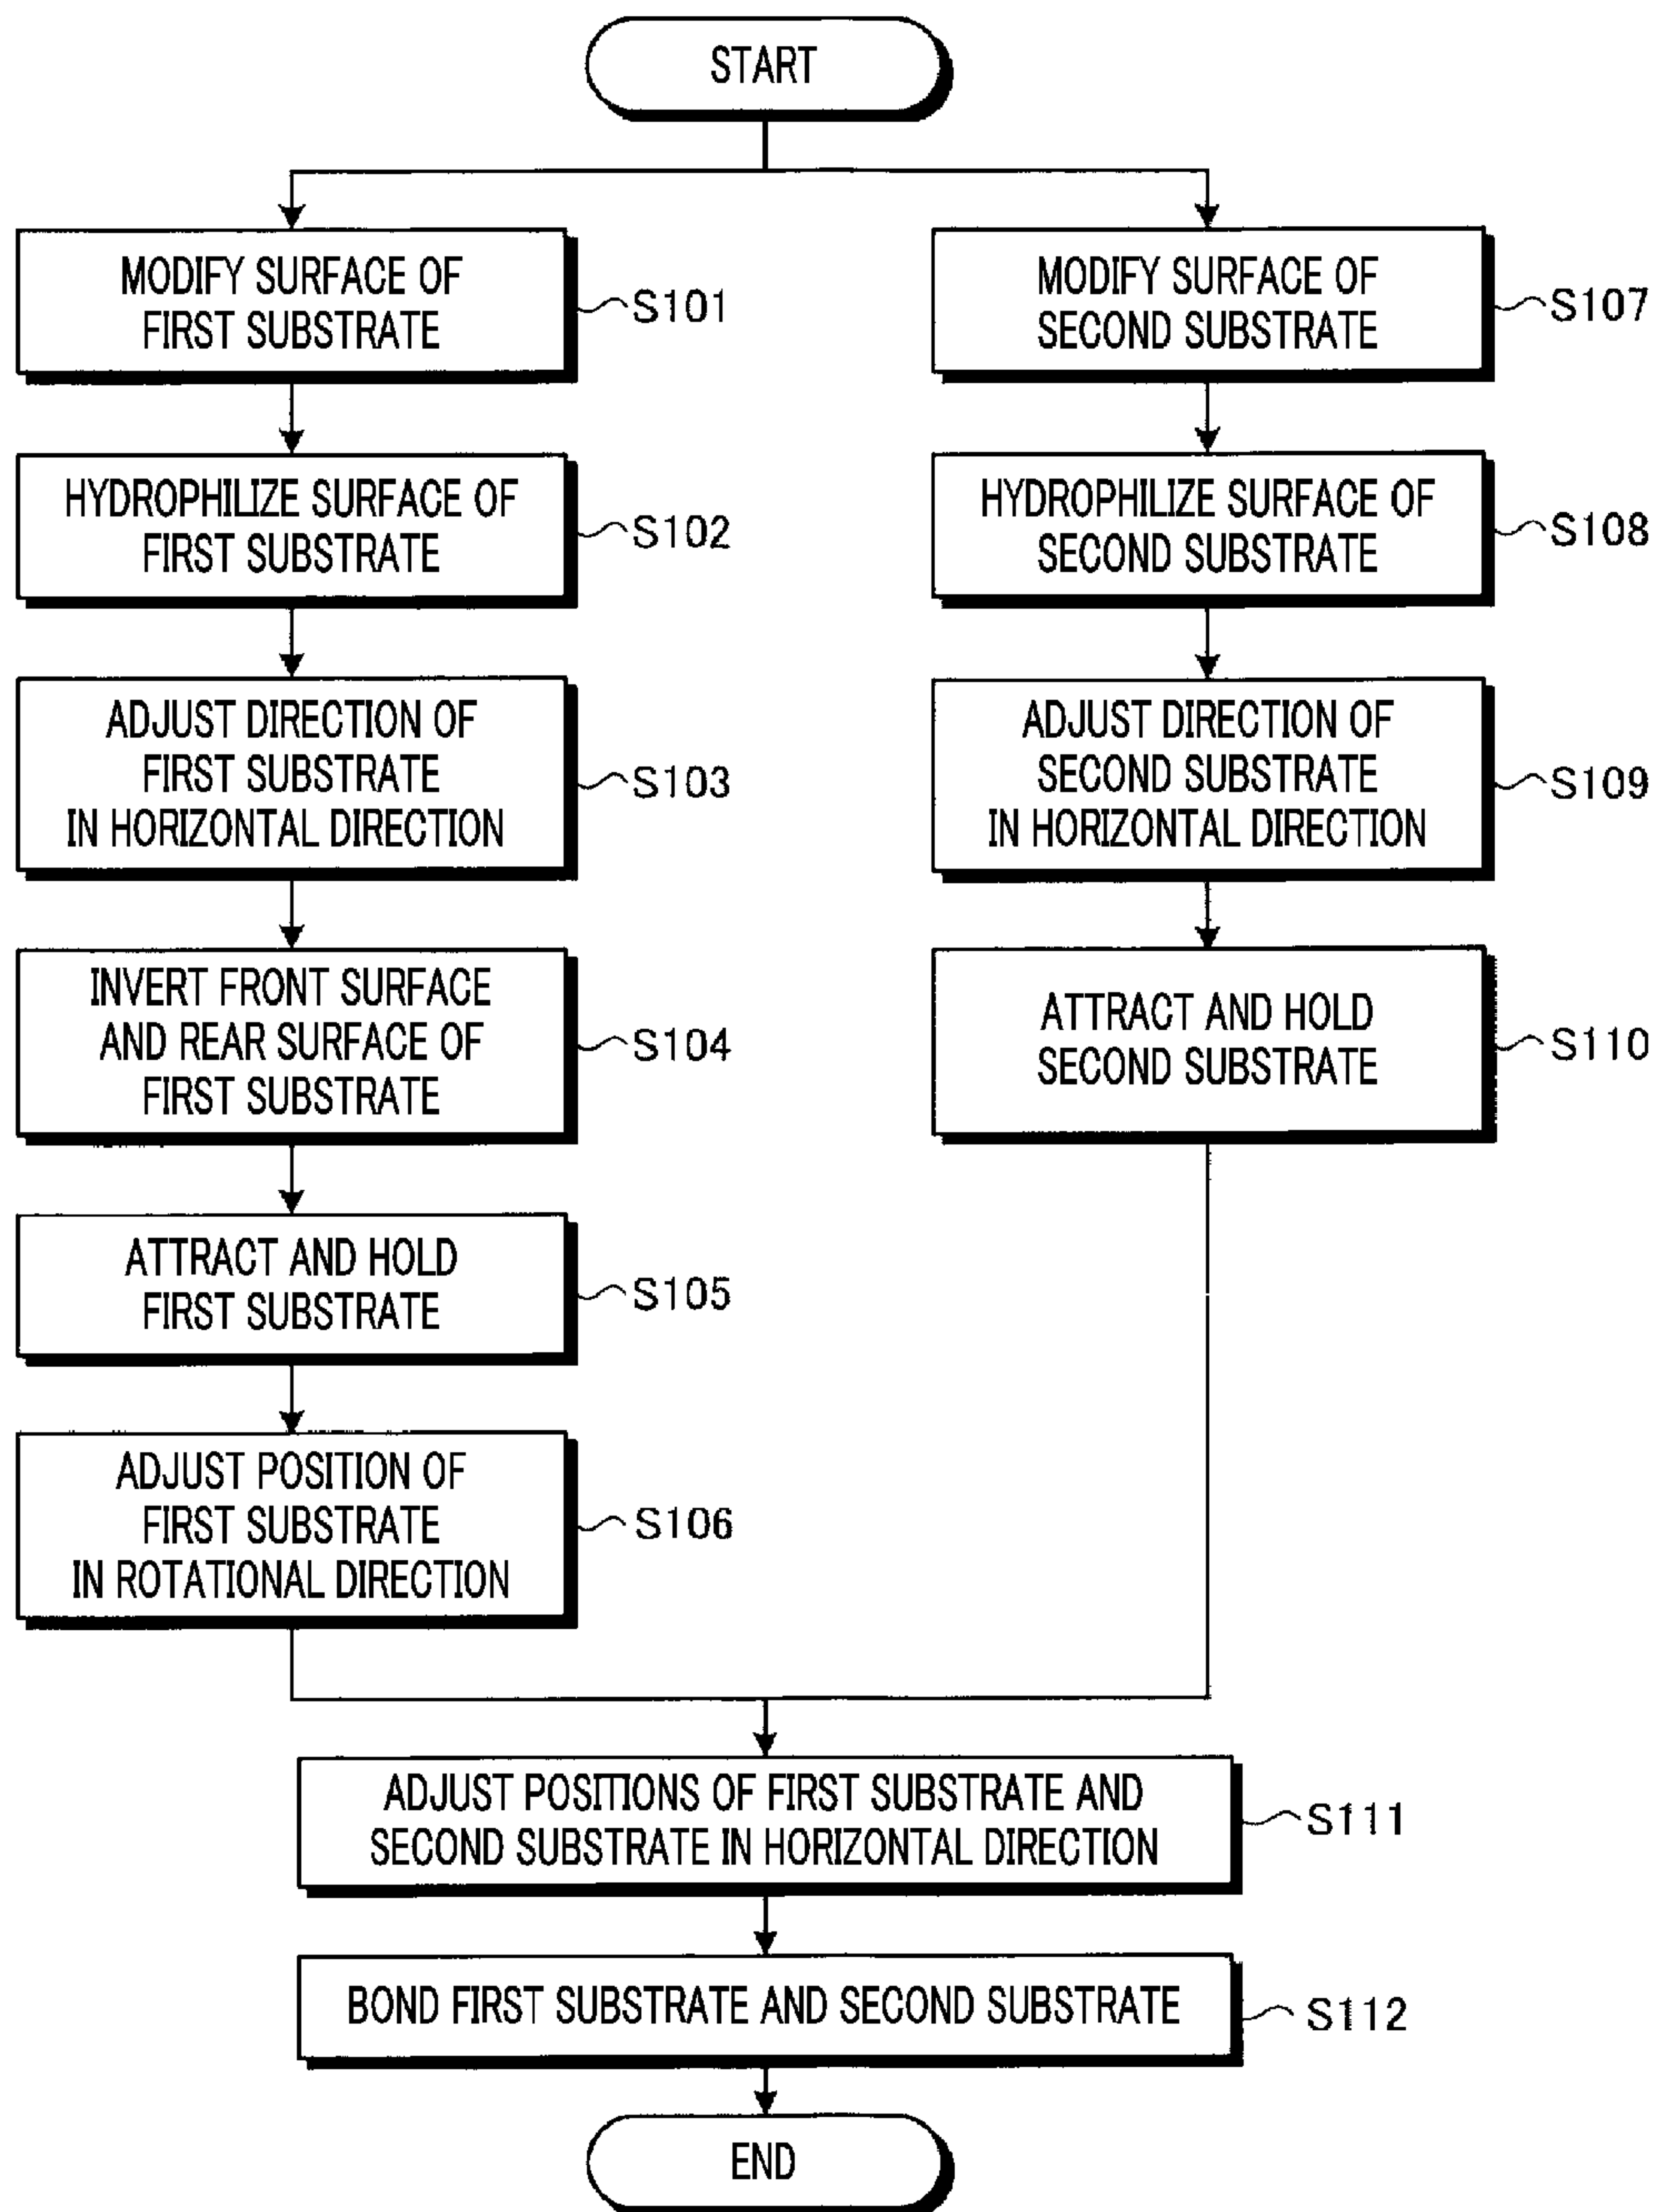 START
MODIFY SURFACE OF
FIRST SUBSTRATE
S101
HYDROPHILIZE SURFACE OF
FIRST SUBSTRATE
S102
ADJUST DIRECTION OF
FIRST SUBSTRATE
IN HORIZONTAL DIRECTION
S103
INVERT FRONT SURFACE
AND REAR SURFACE OF
FIRST SUBSTRATE
S104
ATTRACT AND HOLD
FIRST SUBSTRATE
S105
ADJUST POSITION OF
FIRST SUBSTRATE
IN ROTATIONAL DIRECTION
S106
MODIFY SURFACE OF
SECOND SUBSTRATE
S107
HYDROPHILIZE SURFACE OF
SECOND SUBSTRATE
S108
ADJUST DIRECTION OF
SECOND SUBSTRATE
IN HORIZONTAL DIRECTION
S109
ATTRACT AND HOLD
SECOND SUBSTRATE
S110
ADJUST POSITIONS OF FIRST SUBSTRATE AND
SECOND SUBSTRATE IN HORIZONTAL DIRECTION
S111
BOND FIRST SUBSTRATE AND SECOND SUBSTRATE
S112
END